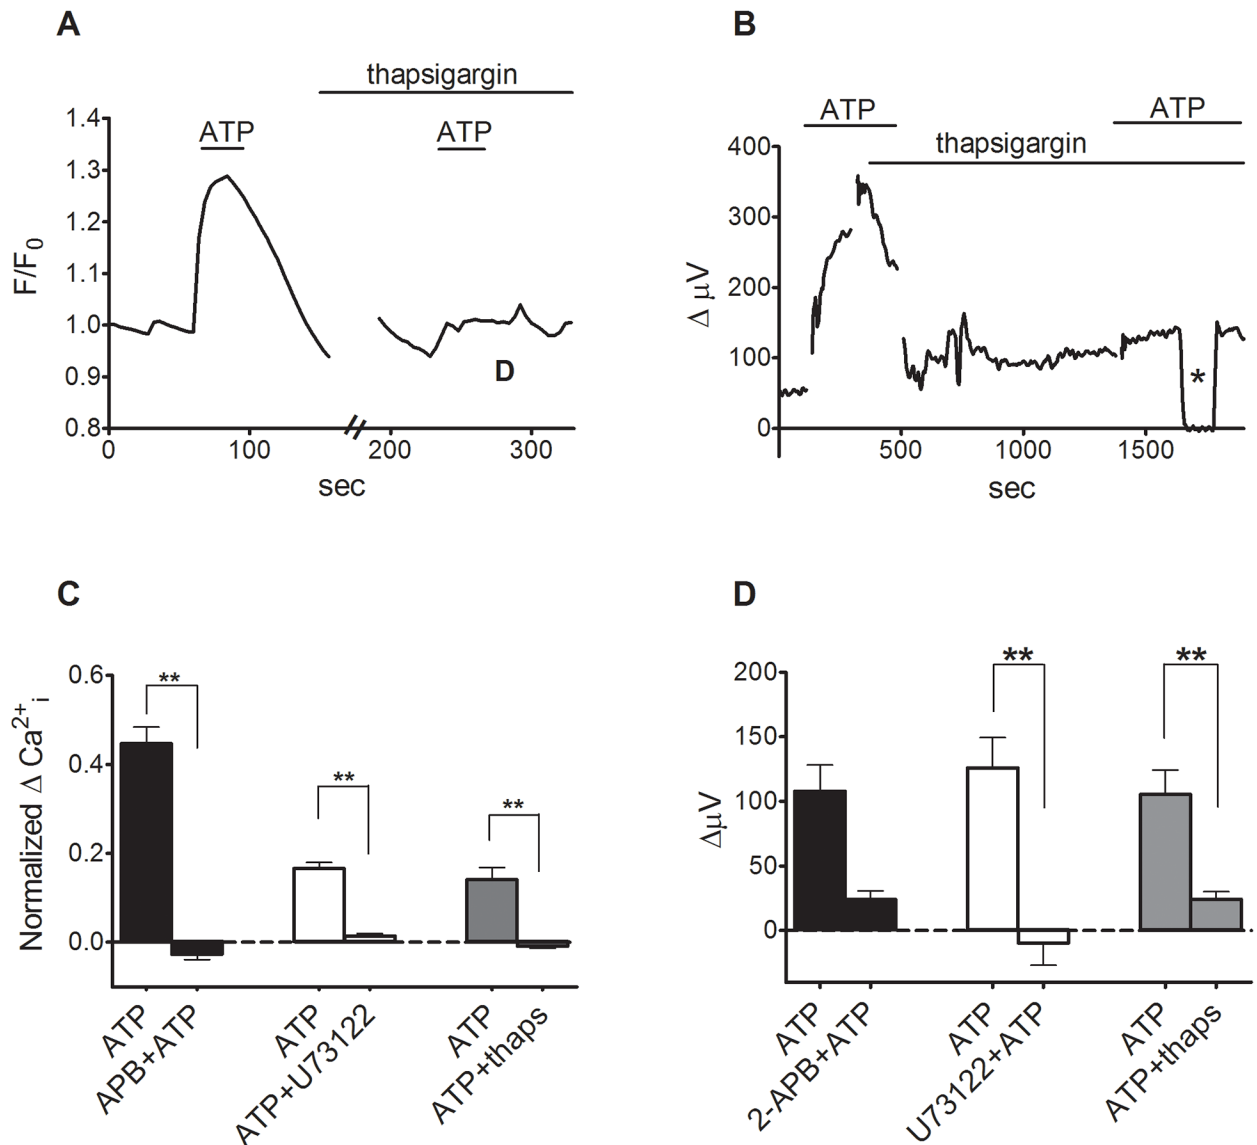 A
thapsigargin
ATP
ATP
1.4
1.3
1.2
1.1
1.0
0.9
0.8
F/F0
D
0
100
200
300
sec
B
ATP
ATP
thapsigargin
400
300
200
100
0
Δ µV
*
500
1000
1500
sec
C
0.6
0.4
0.2
0.0
Normalized Δ Ca2+i
**
**
**
ATP
APB+ATP
ATP
ATP+U73122
ATP
ATP+thaps
D
200
150
100
50
0
ΔµV
**
**
ATP
2-APB+ATP
ATP
U73122+ATP
ATP
ATP+thaps